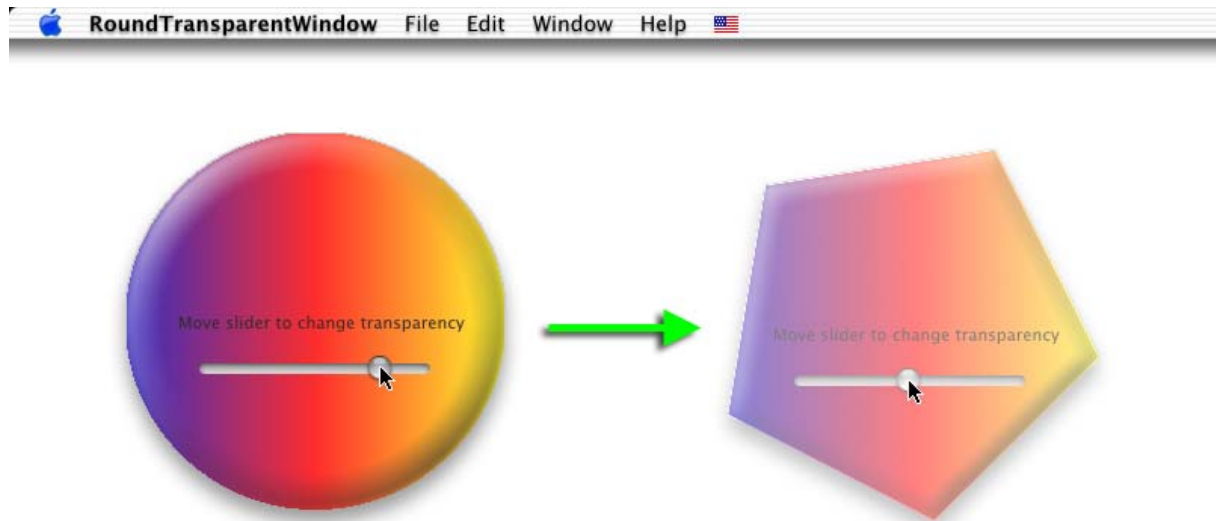 RoundTransparentWindow File Edit Window Help
Move slider to change transparency
Move slider to change transparency